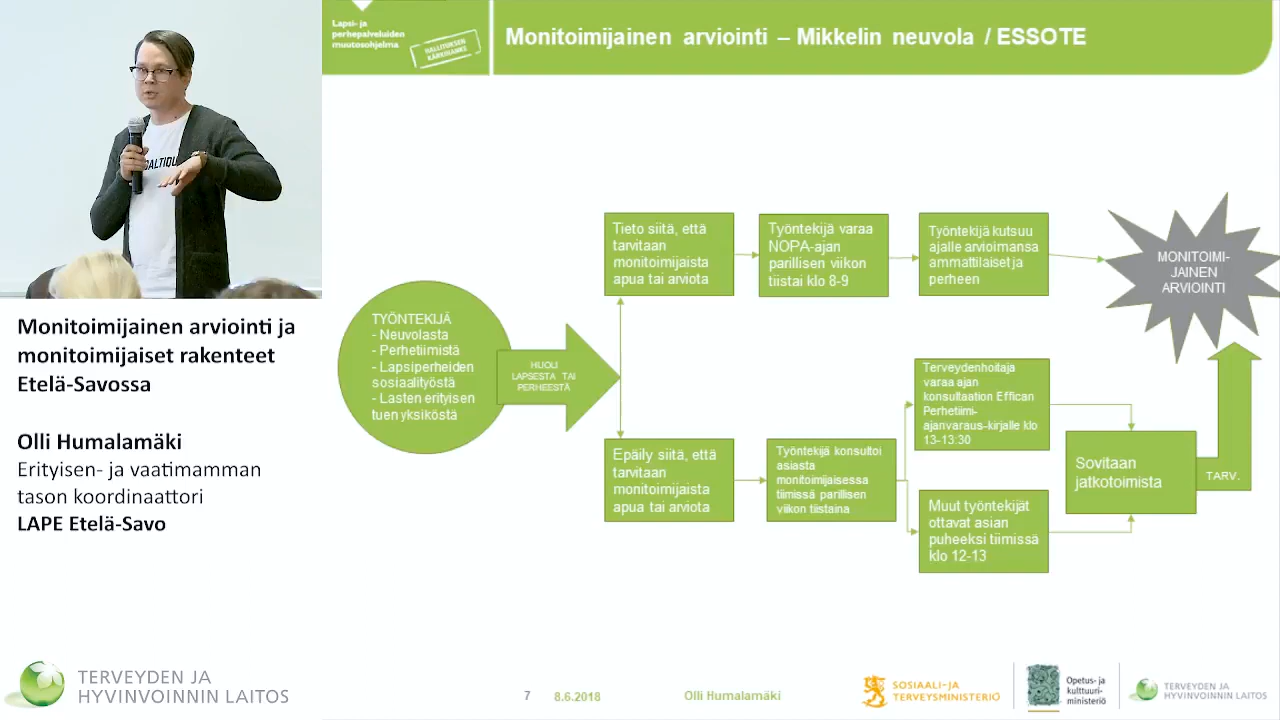 Lapsi- ja
perhepalveluiden
muutosohjelma
HALLITUKSEN
KÄRKIHANKE
Monitoimijainen arviointi – Mikkelin neuvola / ESSOTE
BALTIQUE
Monitoimijainen arviointi ja
monitoimijaiset rakenteet
Etelä-Savossa
Olli Humalamäki
Erityisen- ja vaatimamman
tason koordinaattori
LAPE Etelä-Savo
TYÖNTEKIJÄ
- Neuvolasta
- Perhetiimistä
- Lapsiperheiden
sosiaalityöstä
- Lasten erityisen
tuen yksiköstä
HUOLI
LAPSESTA TAI
PERHEESTÄ
Tieto siitä, että
tarvitaan
monitoimijaista
apua tai arviota
Työntekijä varaa
NOPA-ajan
parillisen viikon
tiistai klo 8-9
Työntekijä kutsuu
ajalle arvioimansa
ammattilaiset ja
perheen
MONITOIMI-
JAINEN
ARVIOINTI
Epäily siitä, että
tarvitaan
monitoimijaista
apua tai arviota
Työntekijä konsultoi
asiasta
monitoimijaisessa
tiimissä parillisen
viikon tiistaina
Terveydenhoitaja
varaa ajan
konsultaation Effican
Perhetiimi-
ajanvaraus-kirjalle klo
13-13:30
Muut työntekijät
ottavat asian
puheeksi tiimissä
klo 12-13
Sovitaan
jatkotoimista
TARV.
TERVEYDEN JA
HYVINVOINNIN LAITOS
7
8.6.2018
Olli Humalamäki
SOSIAALI- JA
TERVEYSMINISTERIÖ
Opetus- ja
kulttuuri-
ministeriö
TERVEYDEN JA
HYVINVOINNIN LAITOS